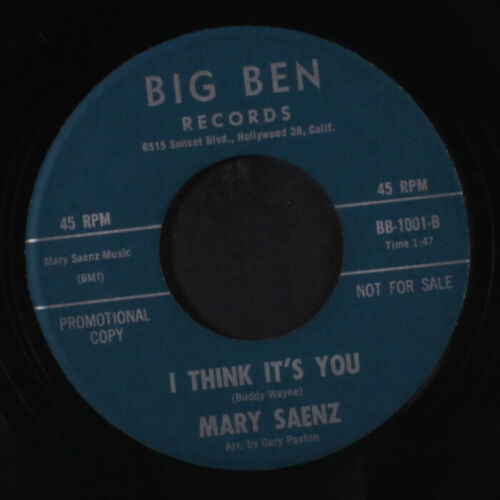 BIG BEN
RECORDS
6515 Sunset Blvd., Hollywood 28, Calif.
45 RPM
45 RPM
Mary Saenz Music
(BMI)
BB-1001-B
Time 1:47
PROMOTIONAL
COPY
NOT FOR SALE
I THINK IT'S YOU
(Buddy Wayne)
MARY SAENZ
Arr. by Gary Paxton